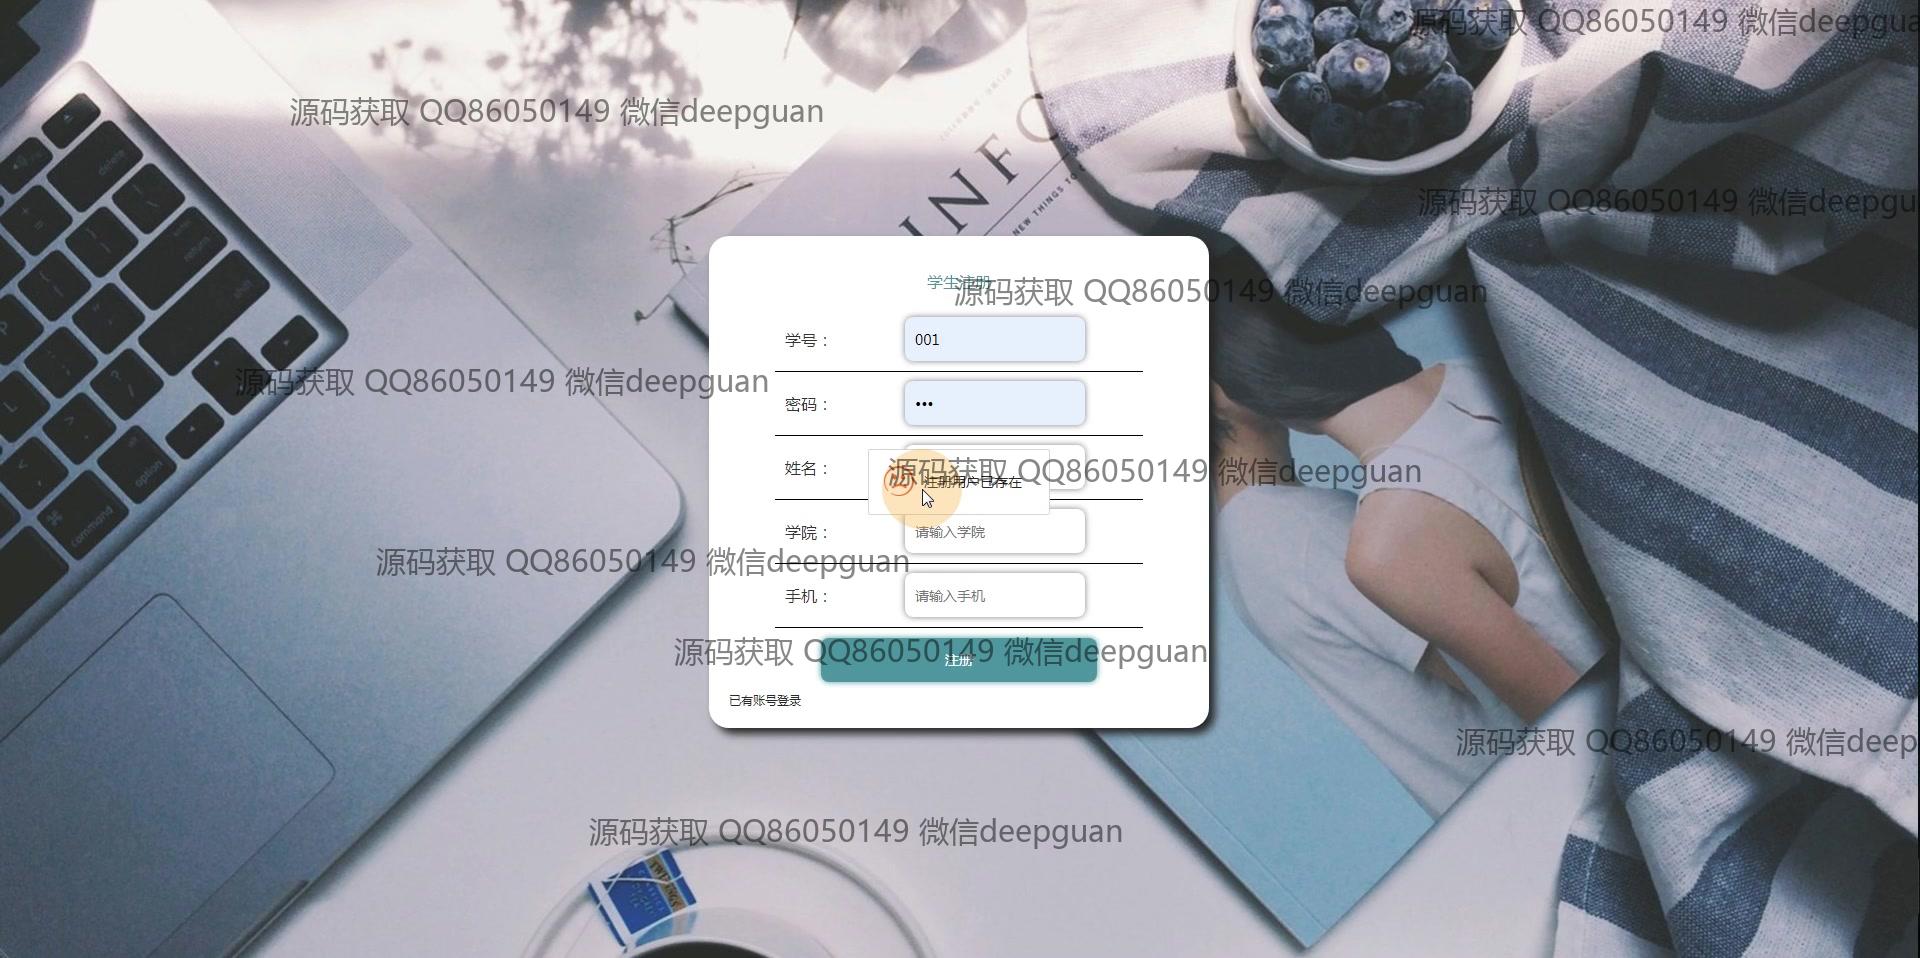 源码获取 QQ86050149 微信deepgua
源码获取 QQ86050149 微信deepguan
INFO
NEW THINGS TO
源码获取 QQ86050149 微信deepgu
学生注册
源码获取 QQ86050149 微信deepguan
学号： 001
源码获取 QQ86050149 微信deepguan
密码： •••
姓名：
源码获取 QQ86050149 微信deepguan
注册用户已存在
学院： 请输入学院
源码获取 QQ86050149 微信deepguan
手机： 请输入手机
源码获取 QQ86050149 微信deepguan
注册
已有账号登录
源码获取 QQ86050149 微信deep
源码获取 QQ86050149 微信deepguan
TWININGS
delete
return
shift
option
command